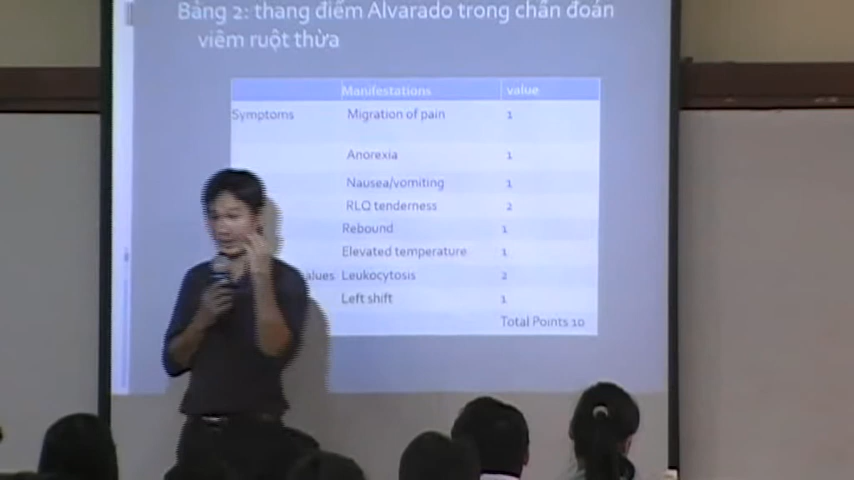 Bảng 2: thang điểm Alvarado trong chẩn đoán
viêm ruột thừa
Manifestations value
Symptoms Migration of pain 1
Anorexia 1
Nausea/vomiting 1
RLQ tenderness 2
Rebound 1
Elevated temperature 1
alues Leukocytosis 2
Left shift 1
Total Points 10